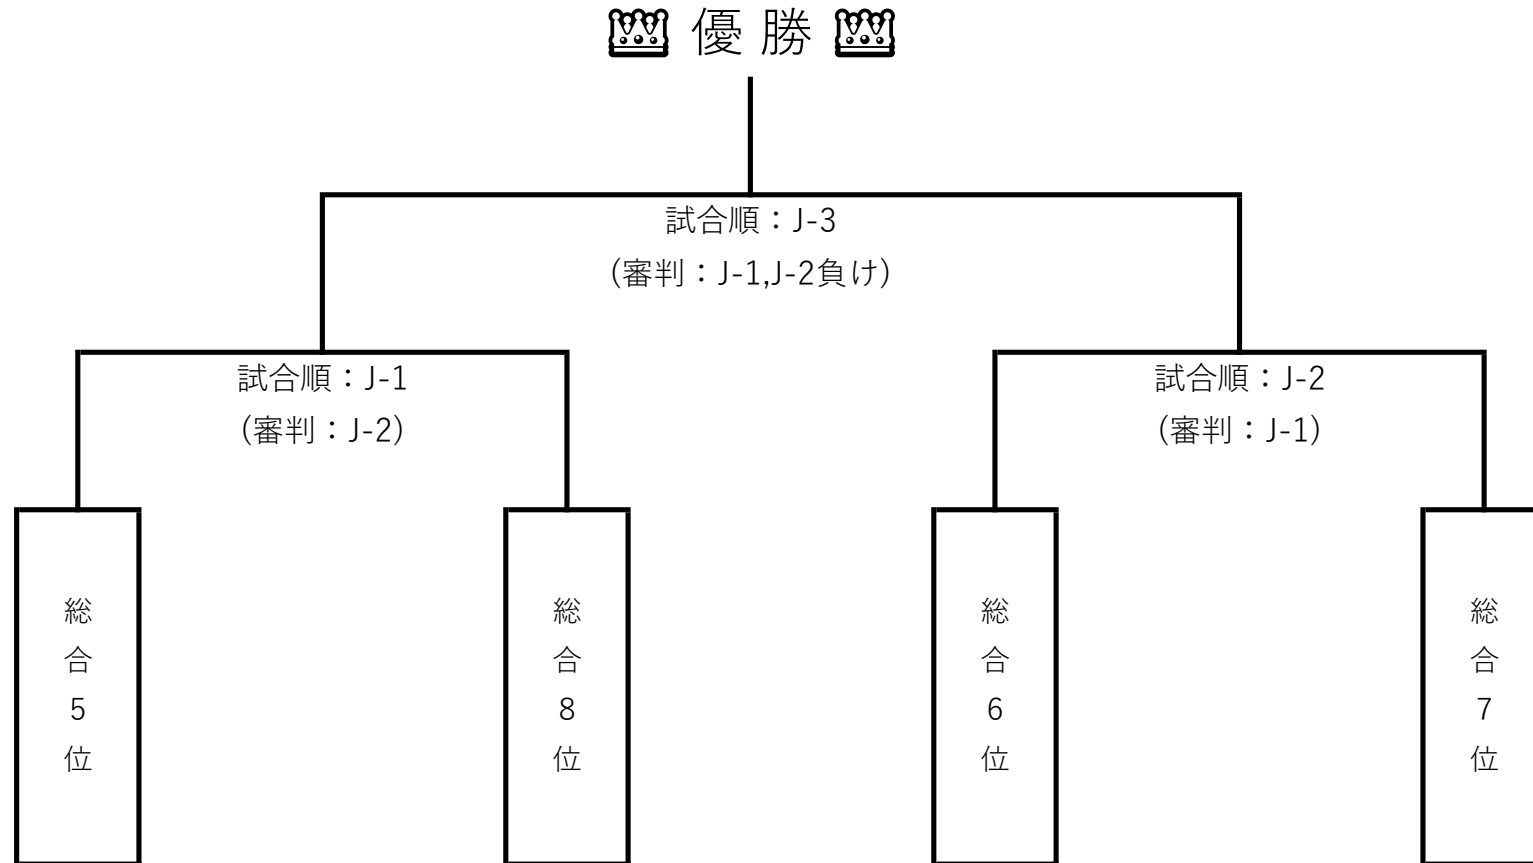 優勝
試合順：J-3
(審判：J-1,J-2負け)
試合順：J-1
(審判：J-2)
試合順：J-2
(審判：J-1)
総合5位
総合8位
総合6位
総合7位